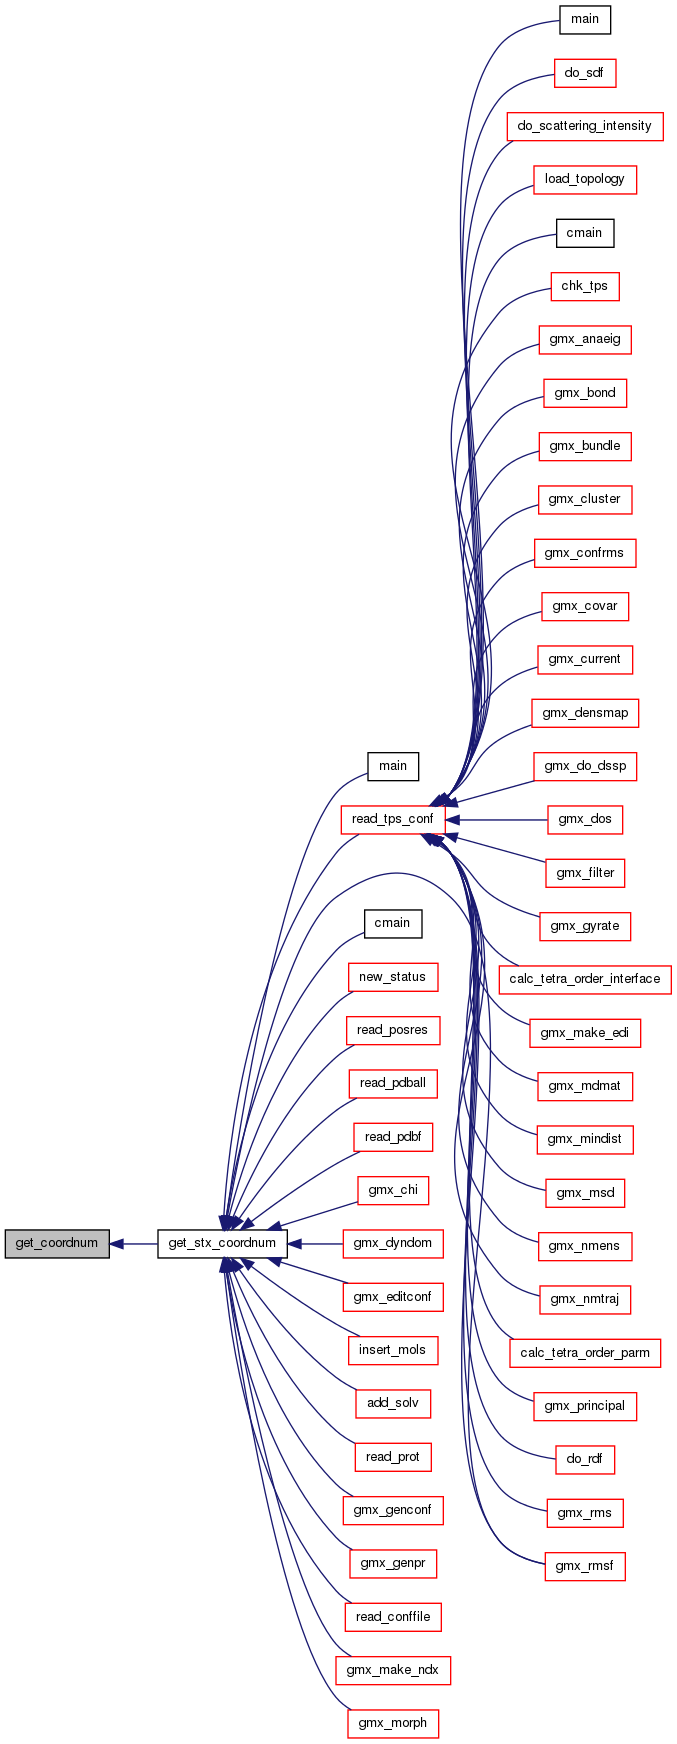 main
do_sdf
do_scattering_intensity
load_topology
cmain
chk_tps
gmx_anaeig
gmx_bond
gmx_bundle
gmx_cluster
gmx_confrms
gmx_covar
gmx_current
gmx_densmap
main
gmx_do_dssp
read_tps_conf
gmx_dos
gmx_filter
cmain
gmx_gyrate
new_status
calc_tetra_order_interface
read_posres
gmx_make_edi
read_pdball
gmx_mdmat
read_pdbf
gmx_mindist
gmx_chi
gmx_msd
get_coordnum
get_stx_coordnum
gmx_dyndom
gmx_nmens
gmx_editconf
gmx_nmtraj
insert_mols
calc_tetra_order_parm
add_solv
gmx_principal
read_prot
do_rdf
gmx_genconf
gmx_rms
gmx_genpr
gmx_rmsf
read_conffile
gmx_make_ndx
gmx_morph